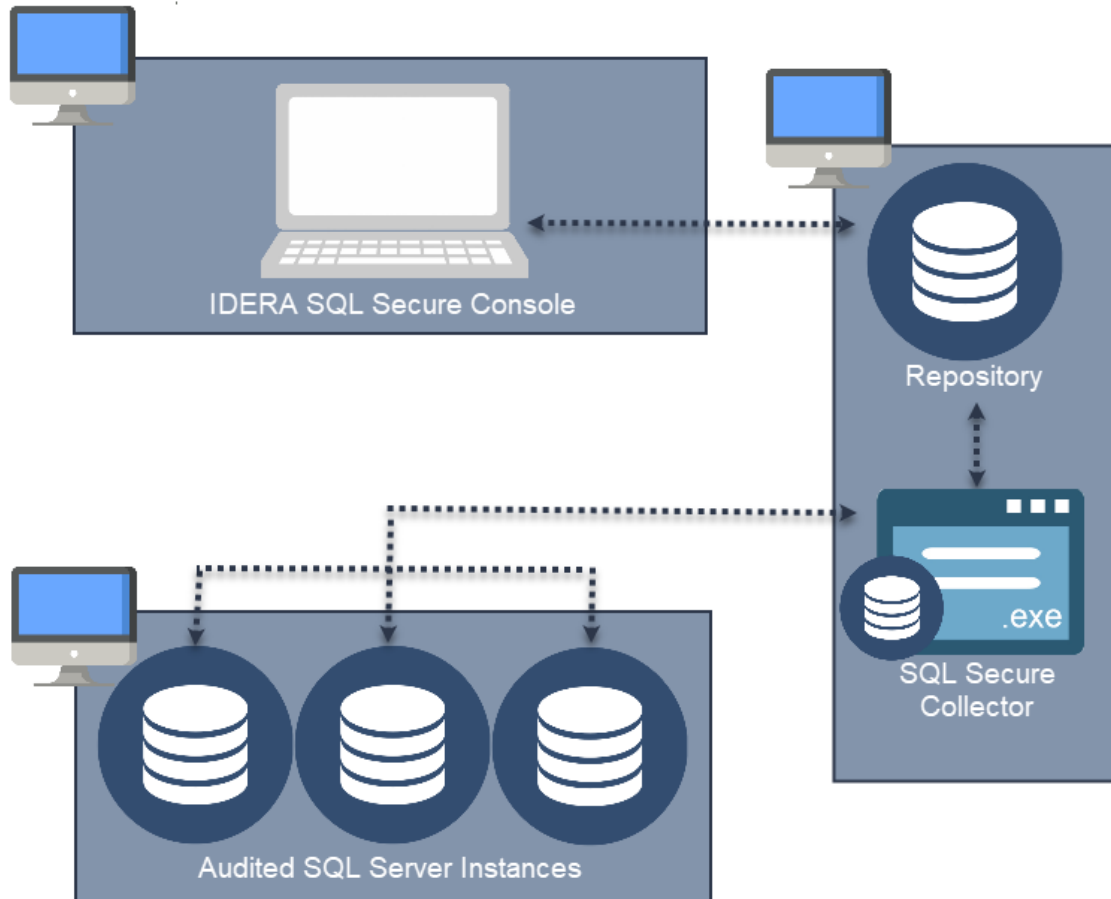 IDERA SQL Secure Console
Repository
.exe
SQL Secure
Collector
Audited SQL Server Instances